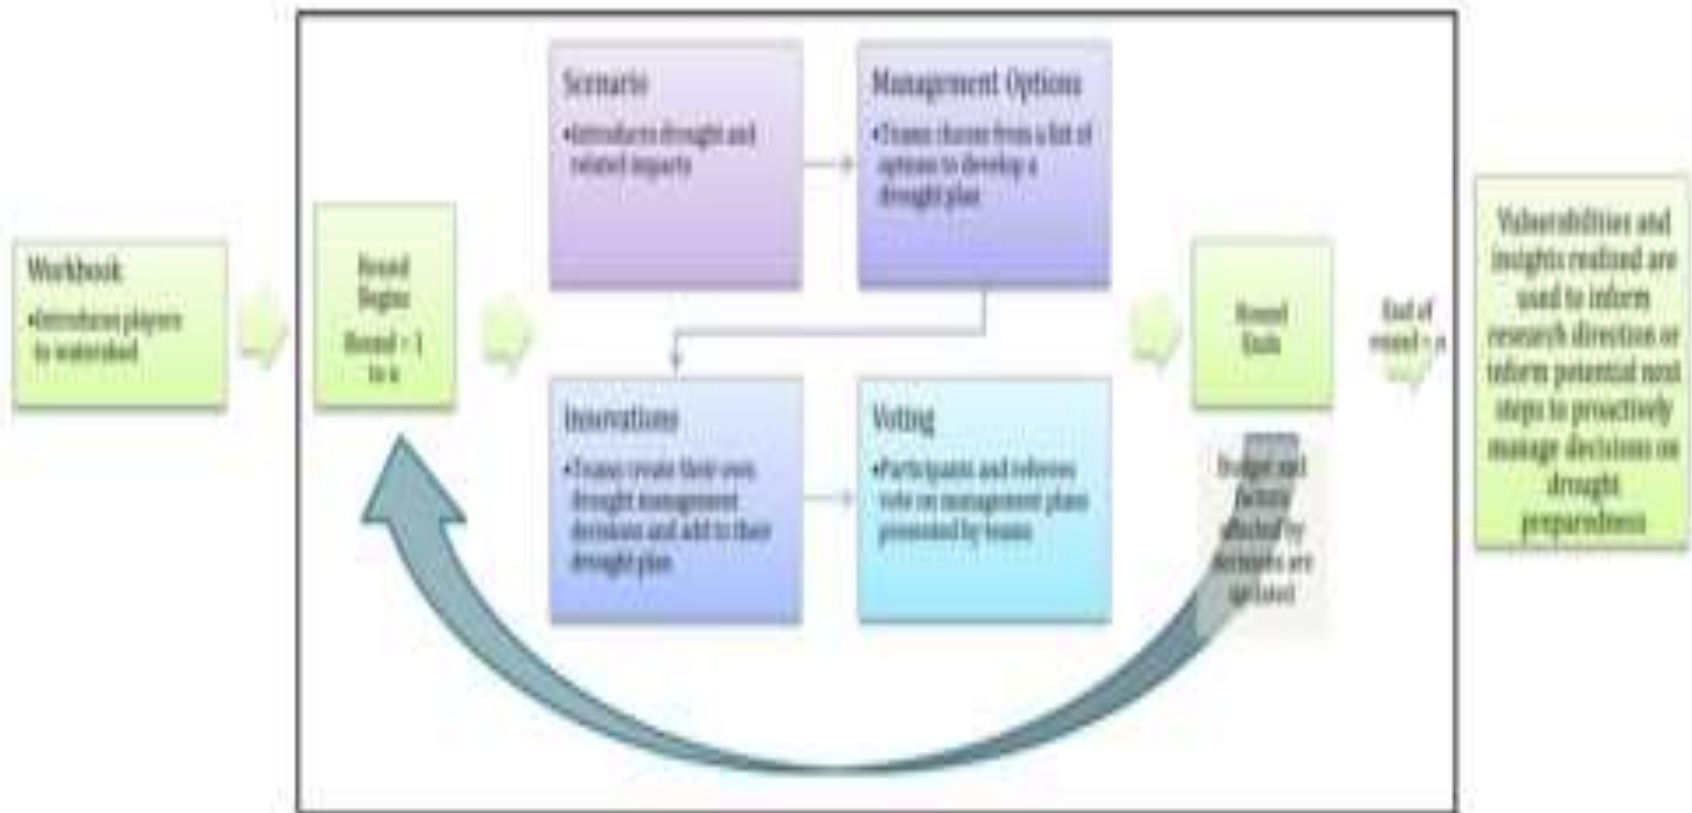 Workbook
•Introduces players
to watershed
Round
Begins
Round = 1
to n
Scenario
•Introduces drought and
related impacts
Management Options
•Teams choose from a list of
options to develop a
drought plan
Innovations
•Teams create their own
drought management
decisions and add to their
drought plan
Voting
•Participants and referees
vote on management plans
presented by teams
Round
Ends
Budget and
affected by
decisions are
updated
End of
round = n
Vulnerabilities and
insights realized are
used to inform
research direction or
inform potential next
steps to proactively
manage decisions on
drought
preparedness